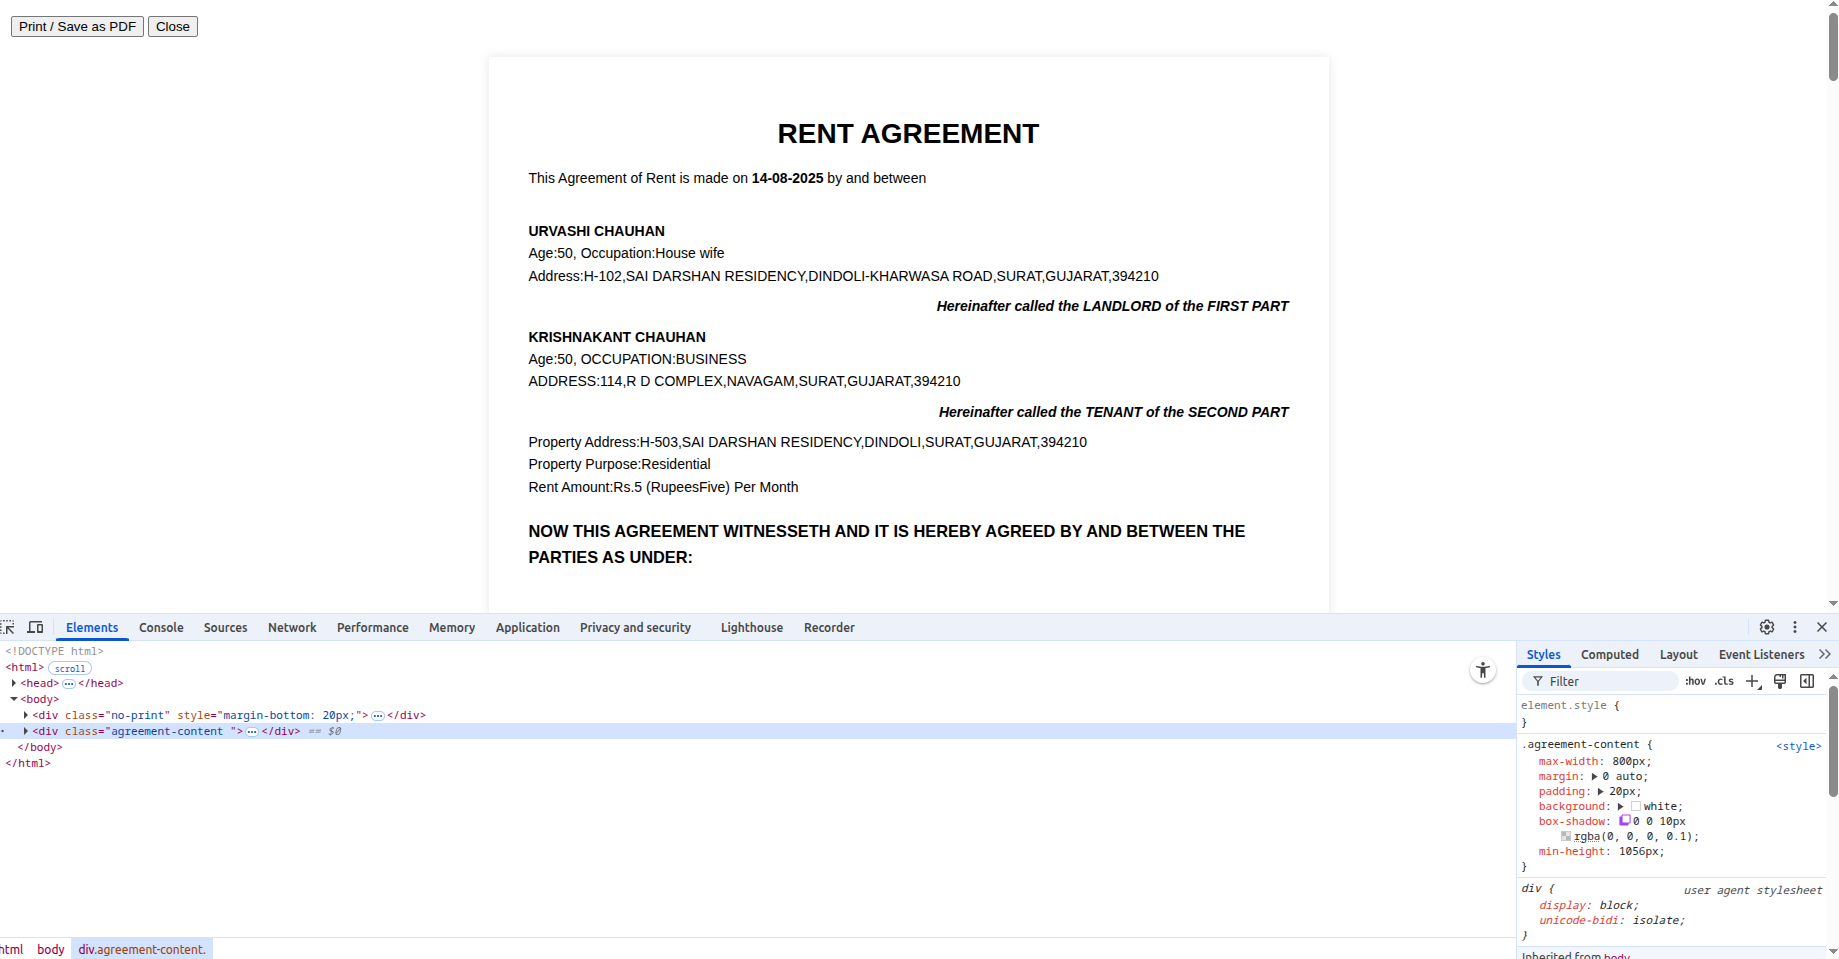 Print / Save as PDF Close
RENT AGREEMENT
This Agreement of Rent is made on 14-08-2025 by and between
URVASHI CHAUHAN
Age:50, Occupation:House wife
Address:H-102,SAI DARSHAN RESIDENCY,DINDOLI-KHARWASA ROAD,SURAT,GUJARAT,394210
Hereinafter called the LANDLORD of the FIRST PART
KRISHNAKANT CHAUHAN
Age:50, OCCUPATION:BUSINESS
ADDRESS:114,R D COMPLEX,NAVAGAM,SURAT,GUJARAT,394210
Hereinafter called the TENANT of the SECOND PART
Property Address:H-503,SAI DARSHAN RESIDENCY,DINDOLI,SURAT,GUJARAT,394210
Property Purpose:Residential
Rent Amount:Rs.5 (RupeesFive) Per Month
NOW THIS AGREEMENT WITNESSETH AND IT IS HEREBY AGREED BY AND BETWEEN THE
PARTIES AS UNDER:
Elements Console Sources Network Performance Memory Application Privacy and security Lighthouse Recorder
<!DOCTYPE html>
<html> scroll
<head> ··· </head>
<body>
<div class="no-print" style="margin-bottom: 20px;"> ··· </div>
<div class="agreement-content "> ··· </div> == $0
</body>
</html>
html body div.agreement-content.
Styles Computed Layout Event Listeners
Filter :hov .cls
element.style {
}
.agreement-content { <style>
max-width: 800px;
margin: 0 auto;
padding: 20px;
background: white;
box-shadow: 0 0 10px
rgba(0, 0, 0, 0.1);
min-height: 1056px;
}
div { user agent stylesheet
display: block;
unicode-bidi: isolate;
}
Inherited from body